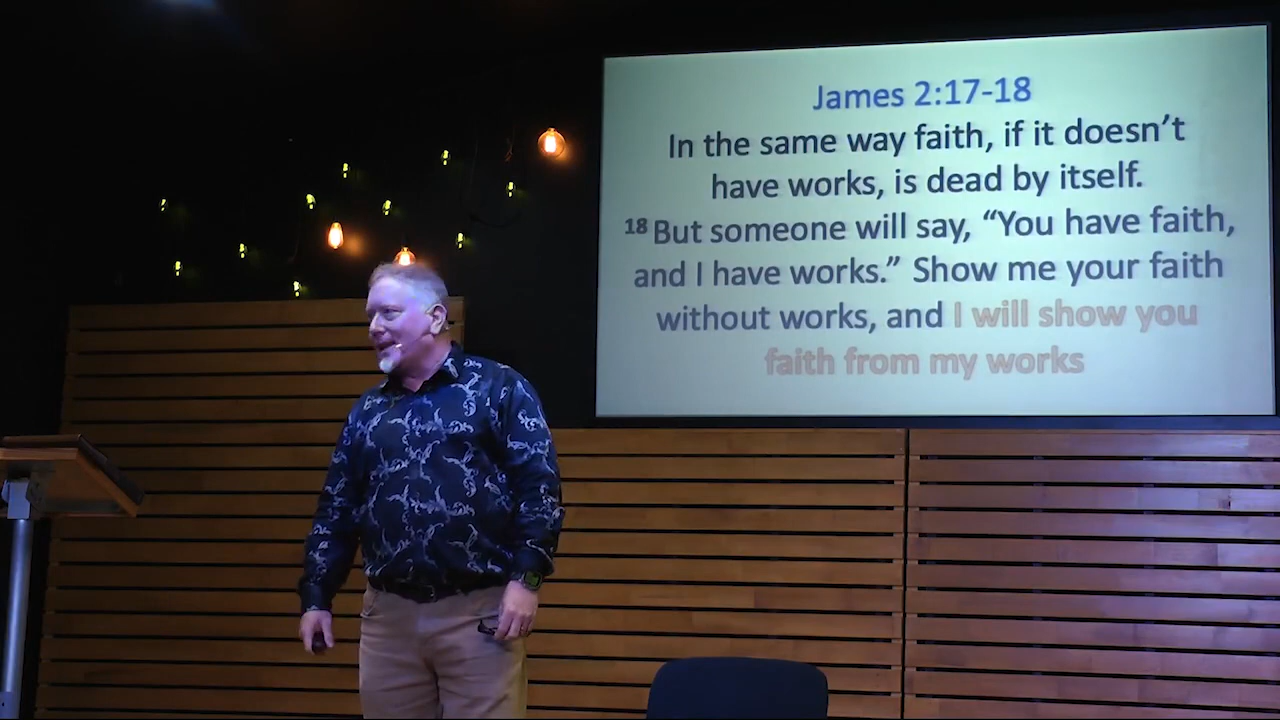 James 2:17-18
In the same way faith, if it doesn't
have works, is dead by itself.
18 But someone will say, “You have faith,
and I have works.” Show me your faith
without works, and I will show you
faith from my works